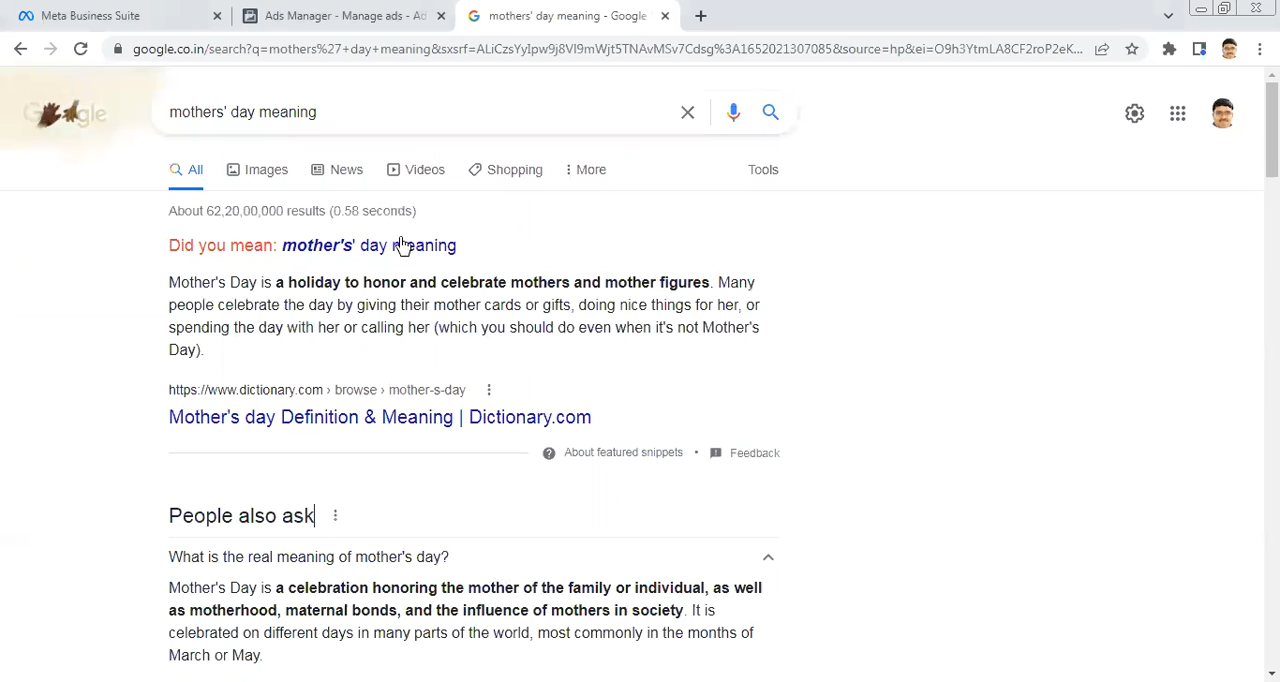 Meta Business Suite
Ads Manager - Manage ads - Ad
mothers' day meaning - Google
google.co.in/search?q=mothers%27+day+meaning&sxsrf=ALiCzsYyIpw9j8VI9mWjt5TNAvMSv7Cdsg%3A1652021307085&source=hp&ei=O9h3YtmLA8CF2roP2eK...
Google
mothers' day meaning
All
Images
News
Videos
Shopping
More
Tools
About 62,20,00,000 results (0.58 seconds)
Did you mean: mother's' day meaning
Mother's Day is a holiday to honor and celebrate mothers and mother figures. Many
people celebrate the day by giving their mother cards or gifts, doing nice things for her, or
spending the day with her or calling her (which you should do even when it's not Mother's
Day).
https://www.dictionary.com › browse › mother-s-day
Mother's day Definition & Meaning | Dictionary.com
About featured snippets • Feedback
People also ask
What is the real meaning of mother's day?
Mother's Day is a celebration honoring the mother of the family or individual, as well
as motherhood, maternal bonds, and the influence of mothers in society. It is
celebrated on different days in many parts of the world, most commonly in the months of
March or May.